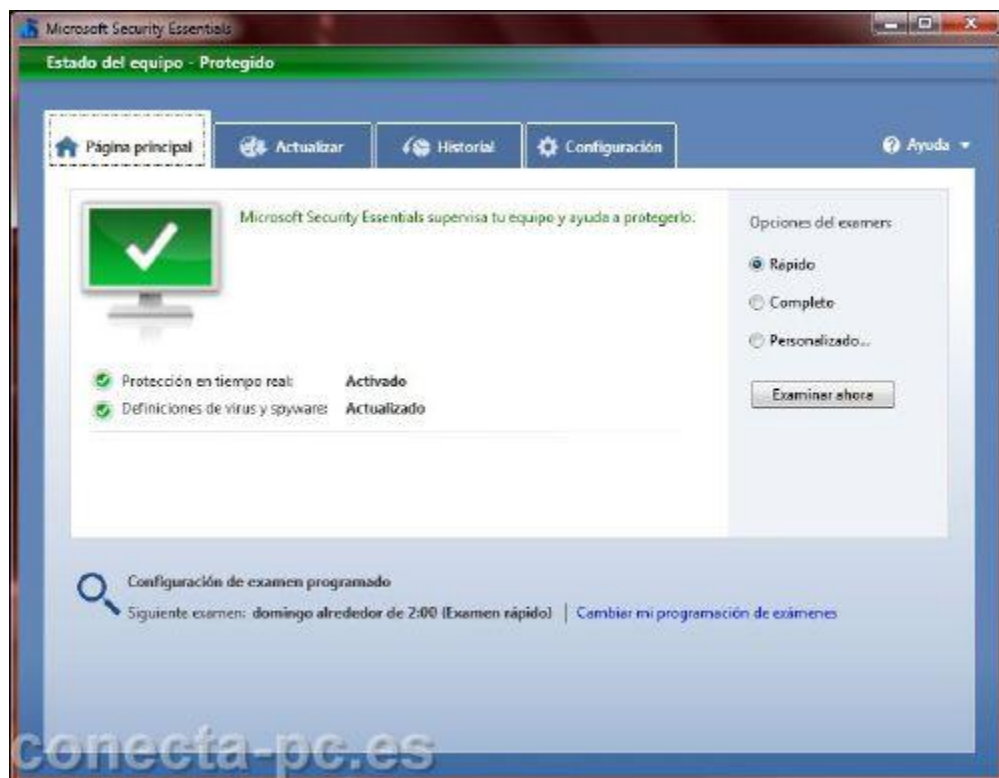 Microsoft Security Essentials
Estado del equipo - Protegido
Página principal
Actualizar
Historial
Configuración
Ayuda
Microsoft Security Essentials supervisa tu equipo y ayuda a protegerlo.
Opciones del examen:
Rápido
Completo
Personalizado...
Examinar ahora
Protección en tiempo real: Activado
Definiciones de virus y spyware: Actualizado
Configuración de examen programado
Siguiente examen: domingo alrededor de 2:00 (Examen rápido) | Cambiar mi programación de exámenes
conecta-pc.es